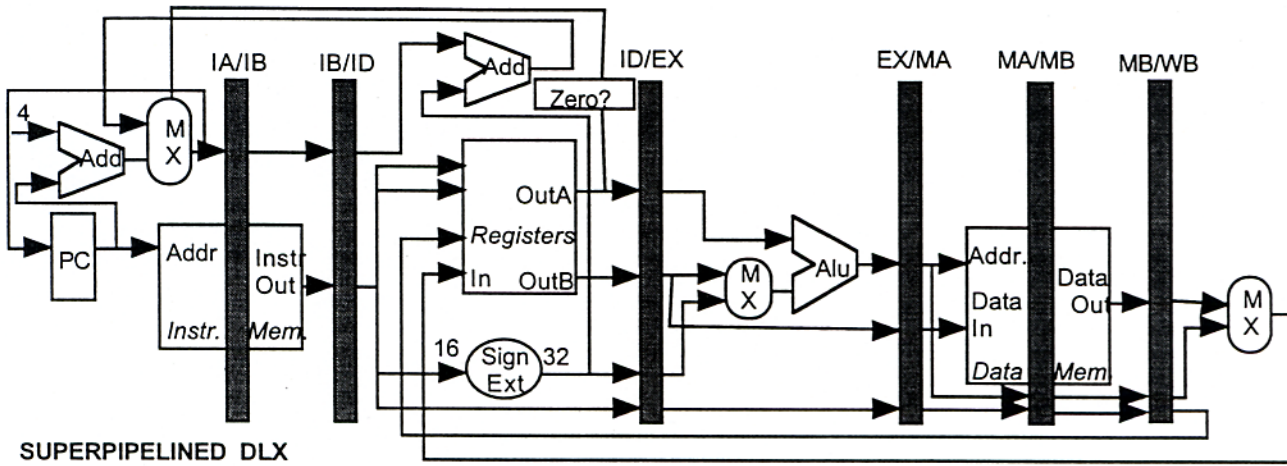 IA/IB
IB/ID
ID/EX
EX/MA
MA/MB
MB/WB
4
Add
M
X
Add
Zero?
PC
Addr
Instr.
Instr
Out
Mem.
OutA
Registers
In
OutB
16
Sign
Ext
32
M
X
Alu
Addr.
Data
In
Data
Data
Out
Mem.
M
X
SUPERPIPELINED DLX